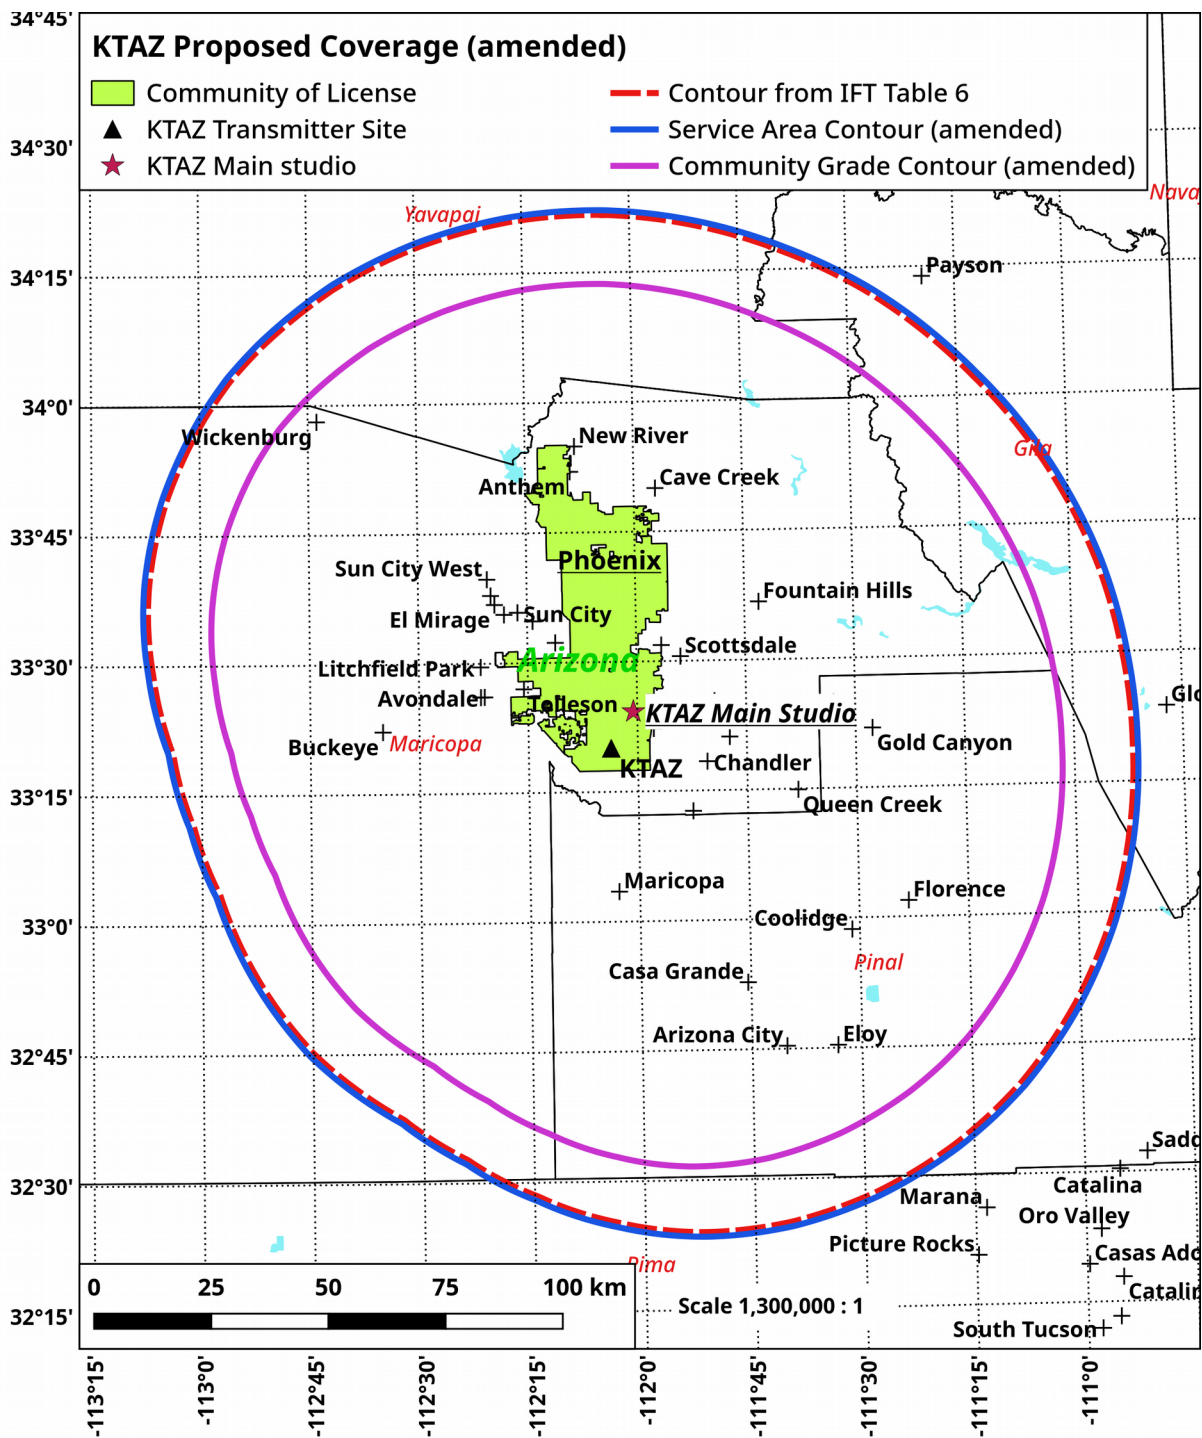 34°45'
KTAZ Proposed Coverage (amended)
Community of License
Contour from IFT Table 6
KTAZ Transmitter Site
Service Area Contour (amended)
KTAZ Main studio
Community Grade Contour (amended)
34°30'
Nava
Yavapai
Payson
34°15'
34°0'
Wickenburg
New River
Gila
Cave Creek
Anthem
33°45'
Phoenix
Sun City West
Fountain Hills
El Mirage
Sun City
Scottsdale
Arizona
33°30'
Litchfield Park
Avondale
Tolleson
Glo
KTAZ Main Studio
Buckeye
Maricopa
Gold Canyon
KTAZ
Chandler
33°15'
Queen Creek
Maricopa
Florence
Coolidge
33°0'
Casa Grande
Pinal
Arizona City
Eloy
32°45'
Sadd
32°30'
Catalina
Marana
Oro Valley
Picture Rocks
Casas Ado
Pima
0 25 50 75 100 km
Catalin
Scale 1,300,000 : 1
32°15'
South Tucson
-113°15'
-113°0'
-112°45'
-112°30'
-112°15'
-112°0'
-111°45'
-111°30'
-111°15'
-111°0'